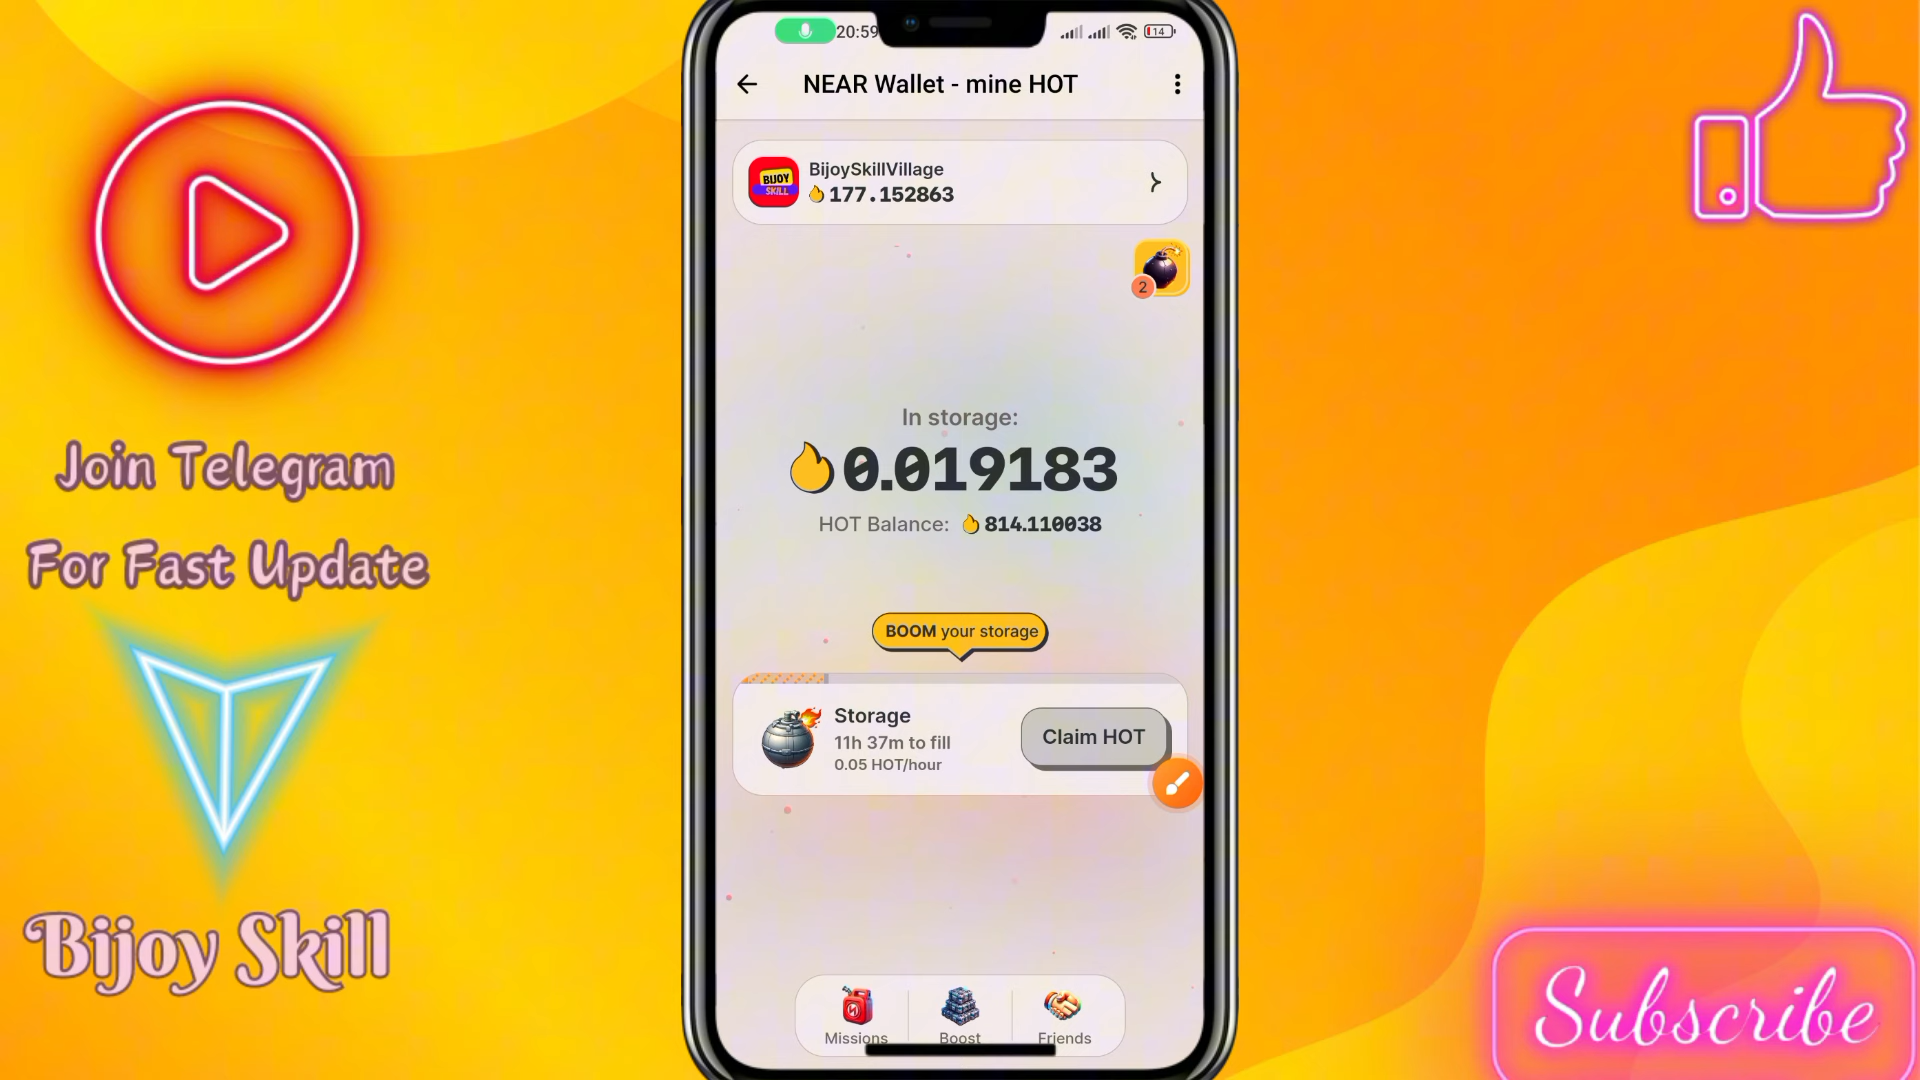 20:59
14
NEAR Wallet - mine HOT
BIJOY
SKILL
BijoySkillVillage
177.152863
2
In storage:
0.019183
HOT Balance: 814.110038
BOOM your storage
Storage
11h 37m to fill
0.05 HOT/hour
Claim HOT
Missions
Boost
Friends
Join Telegram
For Fast Update
Bijoy Skill
Subscribe